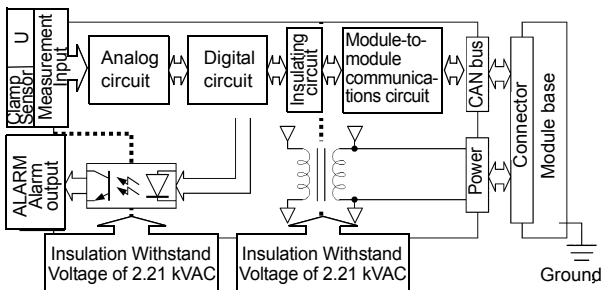 U
Clamp
Sensor
Measurement
Input
Analog
circuit
Digital
circuit
Insulating
circuit
Module-to-
module
communica-
tions circuit
CAN bus
Connector
Module base
ALARM
Alarm
output
Power
Insulation Withstand
Voltage of 2.21 kVAC
Insulation Withstand
Voltage of 2.21 kVAC
Ground